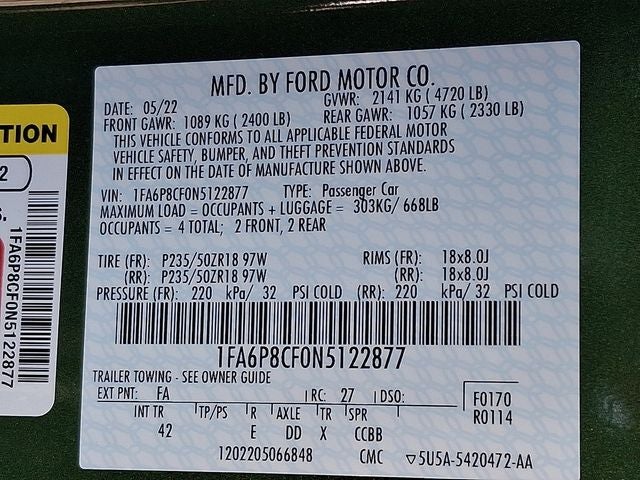 MFD. BY FORD MOTOR CO.
DATE: 05/22 GVWR: 2141 KG ( 4720 LB)
FRONT GAWR: 1089 KG ( 2400 LB) REAR GAWR: 1057 KG ( 2330 LB)
THIS VEHICLE CONFORMS TO ALL APPLICABLE FEDERAL MOTOR
VEHICLE SAFETY, BUMPER, AND THEFT PREVENTION STANDARDS
IN EFFECT ON THE DATE OF MANUFACTURE SHOWN ABOVE.
VIN: 1FA6P8CF0N5122877 TYPE: Passenger Car
MAXIMUM LOAD = OCCUPANTS + LUGGAGE = 303KG/ 668LB
OCCUPANTS = 4 TOTAL; 2 FRONT, 2 REAR
TIRE (FR): P235/50ZR18 97W RIMS (FR): 18x8.0J
(RR): P235/50ZR18 97W (RR): 18x8.0J
PRESSURE (FR): 220 kPa/ 32 PSI COLD (RR): 220 kPa/ 32 PSI COLD
1FA6P8CF0N5122877
TRAILER TOWING - SEE OWNER GUIDE
EXT PNT: FA RC: 27 DSO: F0170
R0114
INT TR TP/PS R AXLE TR SPR
42 E DD X CCBB
1202205066848 CMC ▽5U5A-5420472-AA
TION
2
S.
1FA6P8CF0N5122877